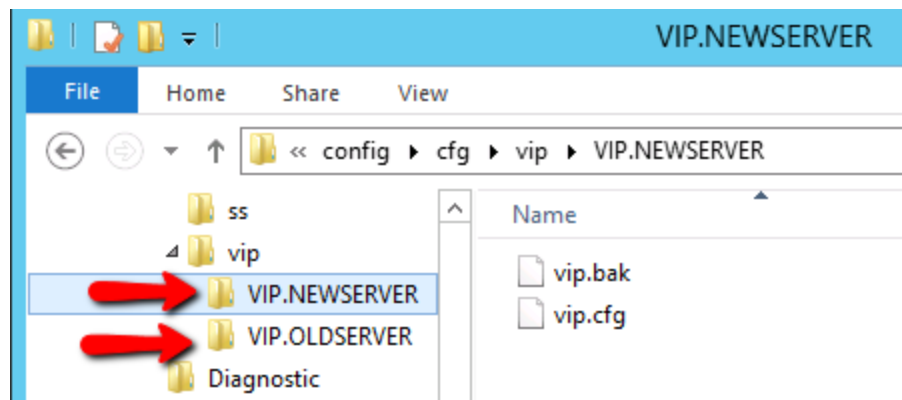 VIP.NEWSERVER
File Home Share View
« config cfg vip VIP.NEWSERVER
ss
vip
VIP.NEWSERVER
VIP.OLDSERVER
Diagnostic
Name
vip.bak
vip.cfg